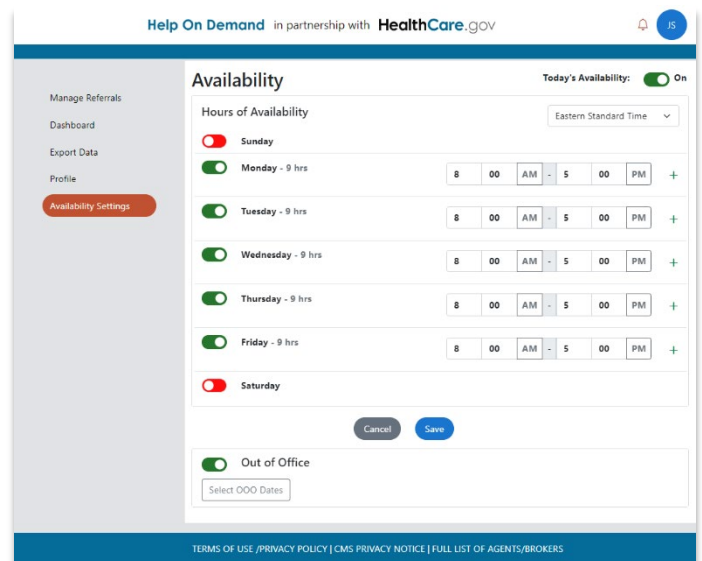 Help On Demand in partnership with HealthCare.gov
JS
Availability
Today's Availability: On
Manage Referrals
Dashboard
Export Data
Profile
Availability Settings
Hours of Availability
Eastern Standard Time
Sunday
Monday - 9 hrs 8 00 AM - 5 00 PM +
Tuesday - 9 hrs 8 00 AM - 5 00 PM +
Wednesday - 9 hrs 8 00 AM - 5 00 PM +
Thursday - 9 hrs 8 00 AM - 5 00 PM +
Friday - 9 hrs 8 00 AM - 5 00 PM +
Saturday
Cancel Save
Out of Office
Select OOO Dates
TERMS OF USE /PRIVACY POLICY | CMS PRIVACY NOTICE | FULL LIST OF AGENTS/BROKERS